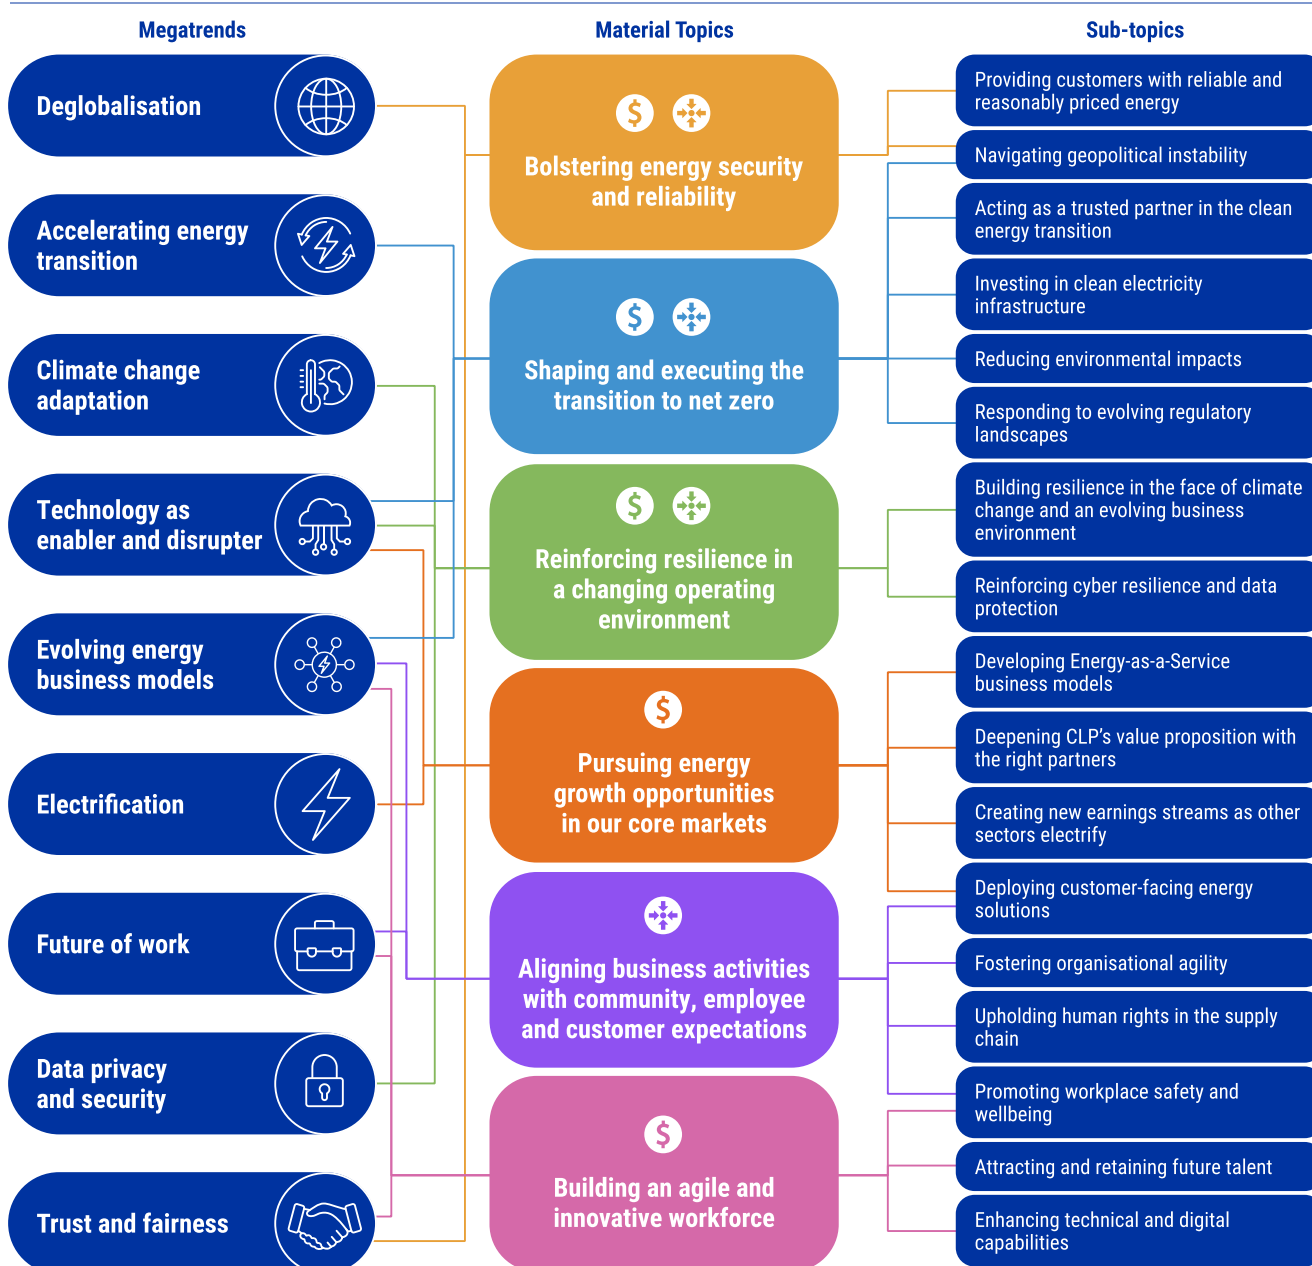 Megatrends
Material Topics
Sub-topics
Deglobalisation
Accelerating energy
transition
Climate change
adaptation
Technology as
enabler and disrupter
Evolving energy
business models
Electrification
Future of work
Data privacy
and security
Trust and fairness
$
Bolstering energy security
and reliability
$
Shaping and executing the
transition to net zero
$
Reinforcing resilience in
a changing operating
environment
$
Pursuing energy
growth opportunities
in our core markets
Aligning business activities
with community, employee
and customer expectations
$
Building an agile and
innovative workforce
Providing customers with reliable and
reasonably priced energy
Navigating geopolitical instability
Acting as a trusted partner in the clean
energy transition
Investing in clean electricity
infrastructure
Reducing environmental impacts
Responding to evolving regulatory
landscapes
Building resilience in the face of climate
change and an evolving business
environment
Reinforcing cyber resilience and data
protection
Developing Energy-as-a-Service
business models
Deepening CLP’s value proposition with
the right partners
Creating new earnings streams as other
sectors electrify
Deploying customer-facing energy
solutions
Fostering organisational agility
Upholding human rights in the supply
chain
Promoting workplace safety and
wellbeing
Attracting and retaining future talent
Enhancing technical and digital
capabilities